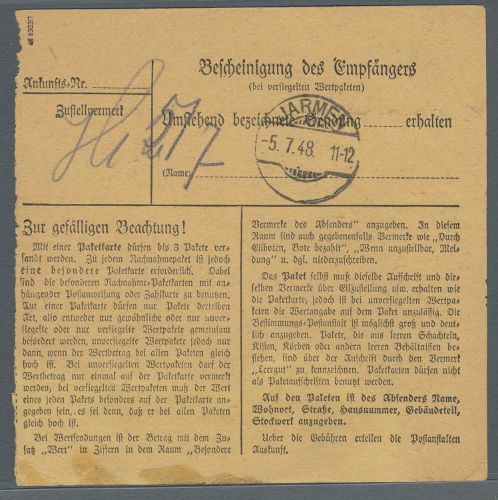 Bescheinigung des Empfängers
(bei versiegelten Wertpaketen)
Ankunfts-Nr.
Zustellvermerk
Umstehend bezeichnete Sendung erhalten
-5.7.48. 11-12
(Name)
Zur gefälligen Beachtung!
Mit einer Paketkarte dürfen bis 3 Pakete ver-
sandt werden. Zu jedem Nachnahmepaket ist jedoch
eine besondere Paketkarte erforderlich. Dabei
sind die besonderen Nachnahme-Paketkarten mit an-
hängender Postanweisung oder Zahlkarte zu benutzen.
Auf einer Paketkarte dürfen nur Pakete derselben
Art, also entweder nur gewöhnliche oder nur unver-
siegelte oder nur versiegelte Wertpakete gemeinsam
befördert werden, unversiegelte Wertpakete jedoch nur
dann, wenn der Wertbetrag bei allen Paketen gleich
hoch ist. Bei unversiegelten Wertpaketen darf der
Wertbetrag nur einmal auf der Paketkarte vermerkt
werden, bei versiegelten Wertpaketen muß der Wert
eines jeden Pakets besonders auf der Paketkarte an-
gegeben sein, es sei denn, daß er bei allen Paketen
gleich hoch ist.
Bei Wertsendungen ist der Betrag mit dem Zu-
satz „Wert" in Ziffern in dem Raum „Besondere
Vermerke des Absenders" anzugeben. In diesem
Raum sind auch gegebenenfalls Vermerke wie „Durch
Eilboten, Bote bezahlt", „Wenn unzustellbar, Mel-
dung" u. dgl. niederzuschreiben.
Das Paket selbst muß dieselbe Aufschrift und die-
selben Vermerke über Eilzustellung usw. erhalten wie
die Paketkarte; jedoch ist bei unversiegelten Wertpa-
keten die Wertangabe auf dem Paket unzulässig. Die
Bestimmungs-Postanstalt ist möglichst groß und deut-
lich anzugeben. Pakete, die aus leeren Schachteln,
Kisten, Körben oder anderen leeren Behältnissen be-
stehen, sind über der Aufschrift durch den Vermerk
„Leergut" zu kennzeichnen. Paketkarten dürfen nicht
als Paketaufschriften benutzt werden.
Auf den Paketen ist des Absenders Name,
Wohnort, Straße, Hausnummer, Gebäudeteil,
Stockwerk anzugeben.
Ueber die Gebühren erteilen die Postanstalten
Auskunft.